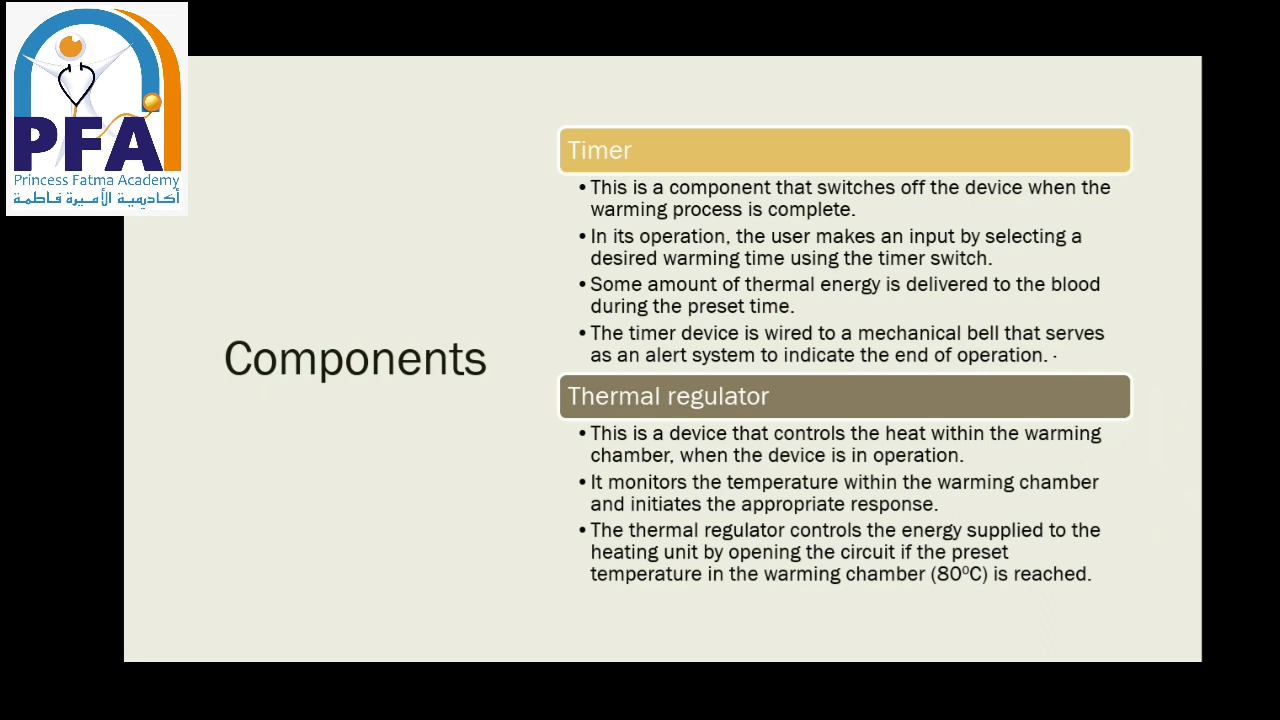 PFA
Princess Fatma Academy
أكاديمية الأميرة فاطمة
Components
Timer
•This is a component that switches off the device when the
warming process is complete.
•In its operation, the user makes an input by selecting a
desired warming time using the timer switch.
•Some amount of thermal energy is delivered to the blood
during the preset time.
•The timer device is wired to a mechanical bell that serves
as an alert system to indicate the end of operation. ·
Thermal regulator
•This is a device that controls the heat within the warming
chamber, when the device is in operation.
•It monitors the temperature within the warming chamber
and initiates the appropriate response.
•The thermal regulator controls the energy supplied to the
heating unit by opening the circuit if the preset
temperature in the warming chamber (80⁰C) is reached.